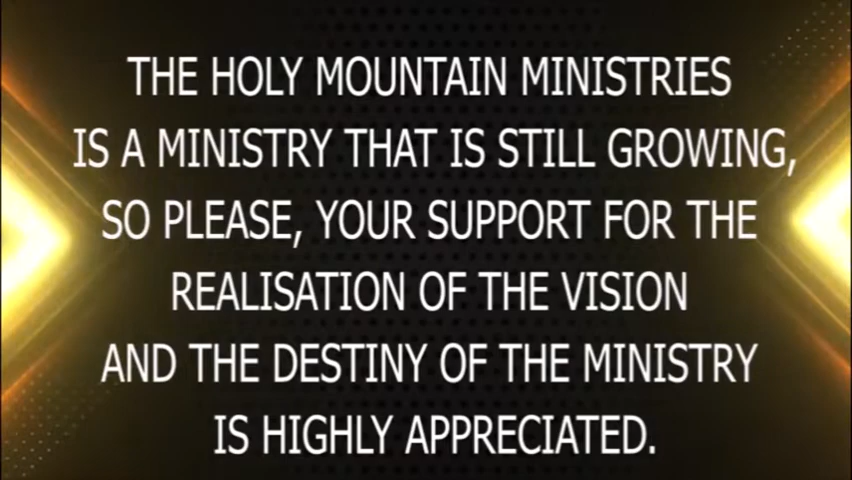 THE HOLY MOUNTAIN MINISTRIES
IS A MINISTRY THAT IS STILL GROWING,
SO PLEASE, YOUR SUPPORT FOR THE
REALISATION OF THE VISION
AND THE DESTINY OF THE MINISTRY
IS HIGHLY APPRECIATED.